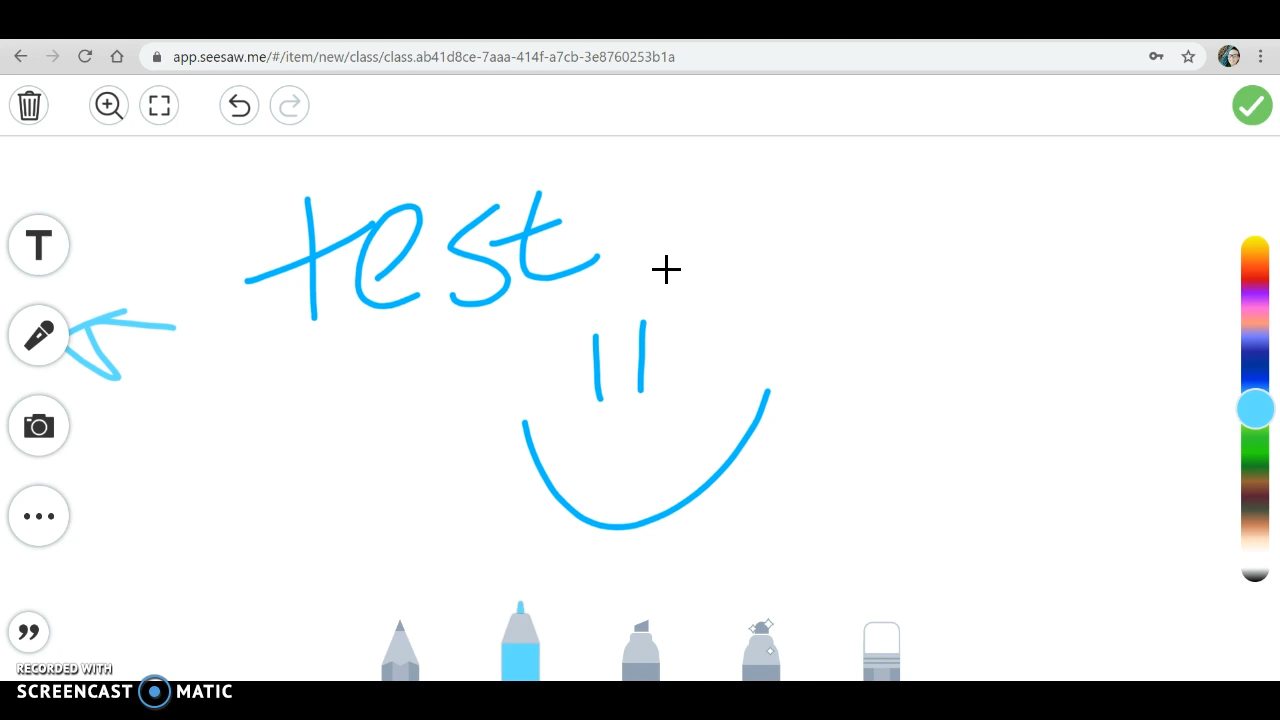 app.seesaw.me/#/item/new/class/class.ab41d8ce-7aaa-414f-a7cb-3e8760253b1a
test
T
RECORDED WITH
SCREENCAST MATIC